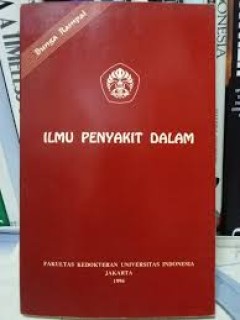 Bunga Rampai
ILMU PENYAKIT DALAM
FAKULTAS KEDOKTERAN UNIVERSITAS INDONESIA
JAKARTA
1996